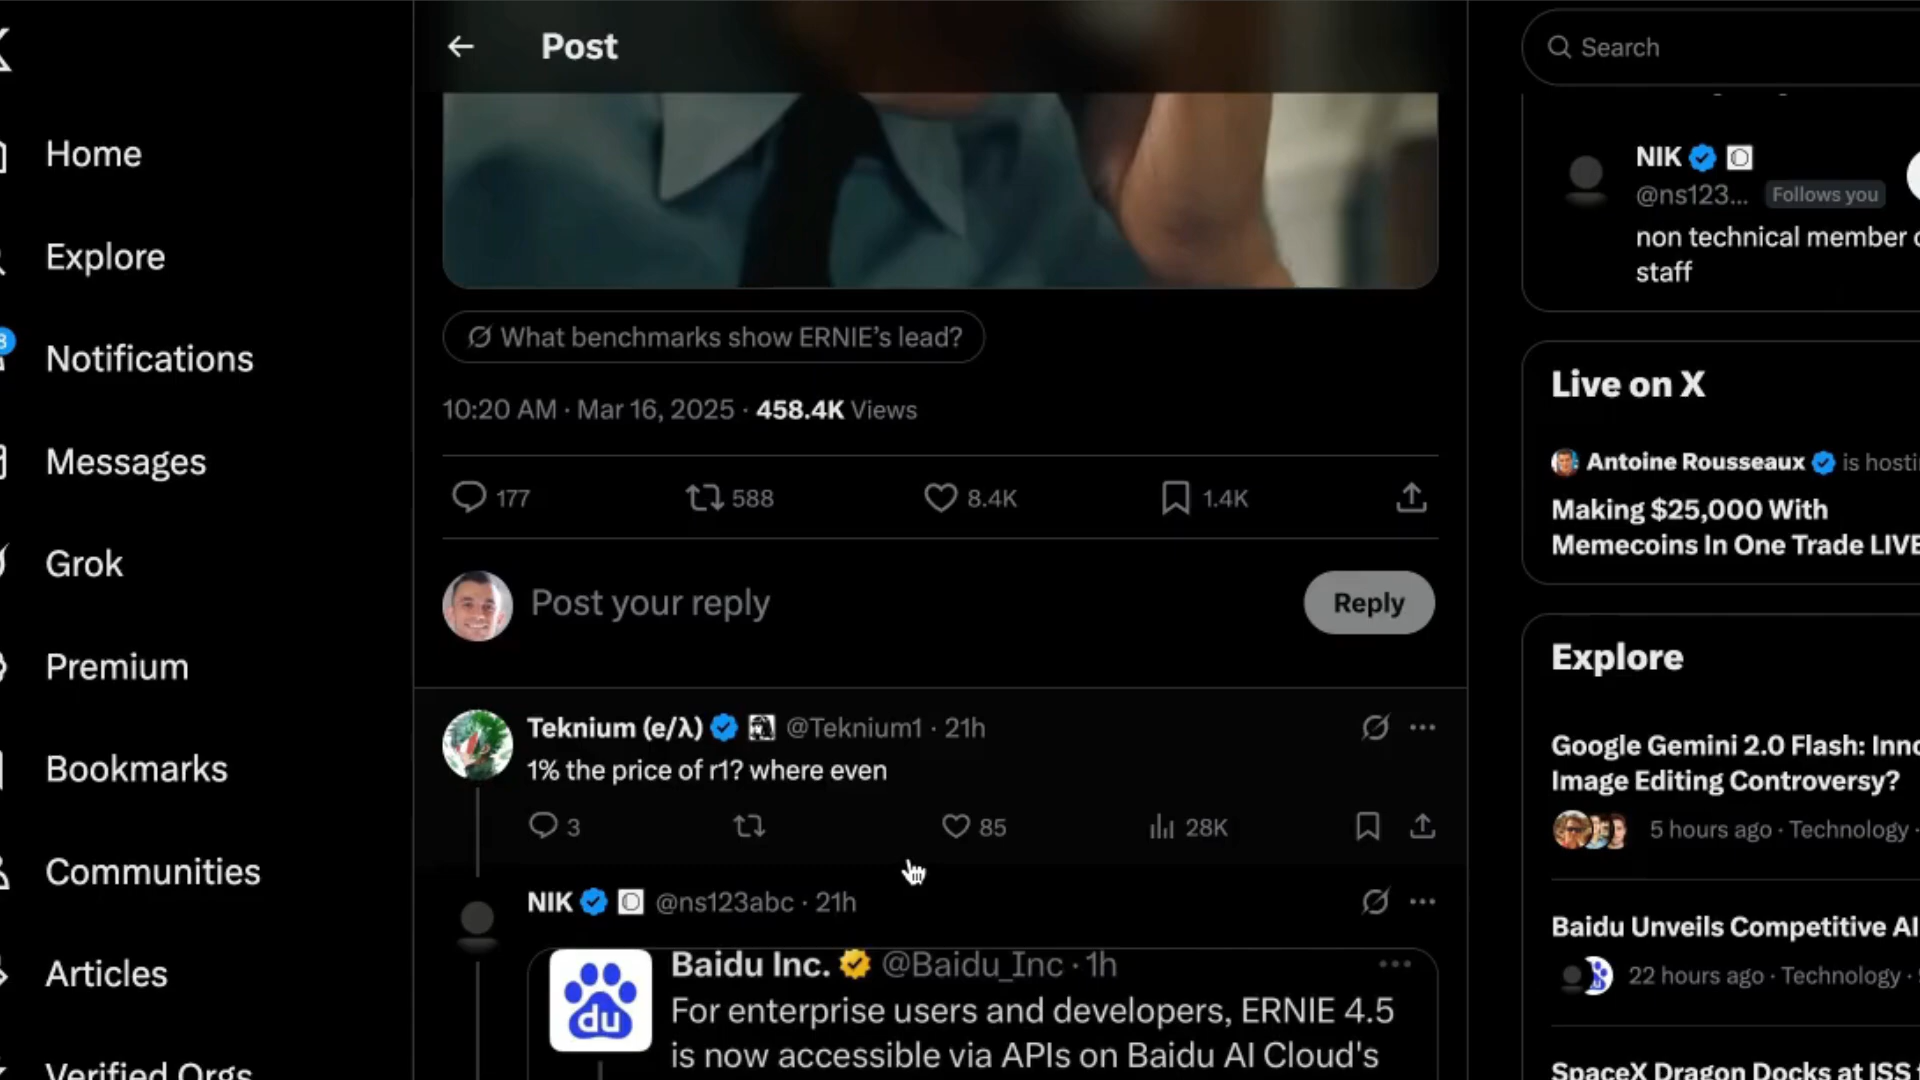 Home
Explore
3
Notifications
Messages
Grok
Premium
Bookmarks
Communities
Articles
Verified Orgs
Post
What benchmarks show ERNIE’s lead?
10:20 AM · Mar 16, 2025 · 458.4K Views
177 588 8.4K 1.4K
Post your reply
Reply
Teknium (e/λ) @Teknium1 · 21h
1% the price of r1? where even
3 85 28K
NIK @ns123abc · 21h
Baidu Inc. @Baidu_Inc · 1h
du
For enterprise users and developers, ERNIE 4.5
is now accessible via APIs on Baidu AI Cloud's
Search
NIK
@ns123... Follows you
non technical member
staff
Live on X
Antoine Rousseaux is
Making $25,000 With
Memecoins In One Trade LIVE
Explore
Google Gemini 2.0 Flash:
Image Editing Controversy?
5 hours ago · Technology ·
Baidu Unveils Competitive AI
22 hours ago · Technology ·
SpaceX Dragon Docks at ISS